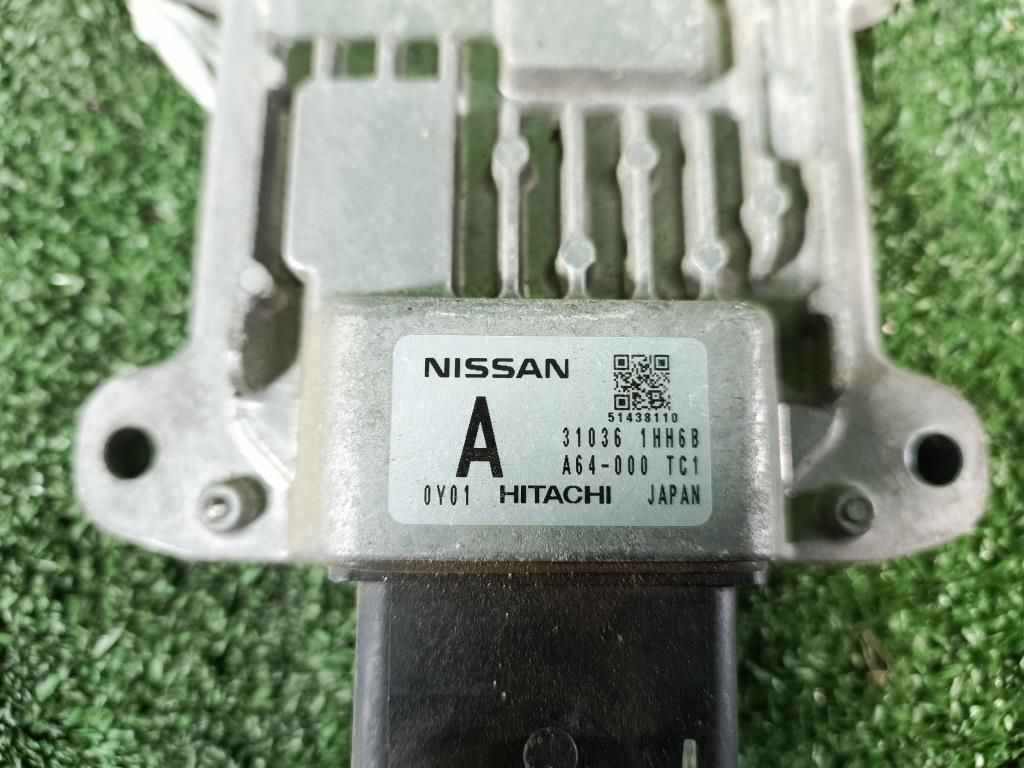 NISSAN
51438110
A
31036 1HH6B
A64-000 TC1
0Y01 HITACHI JAPAN